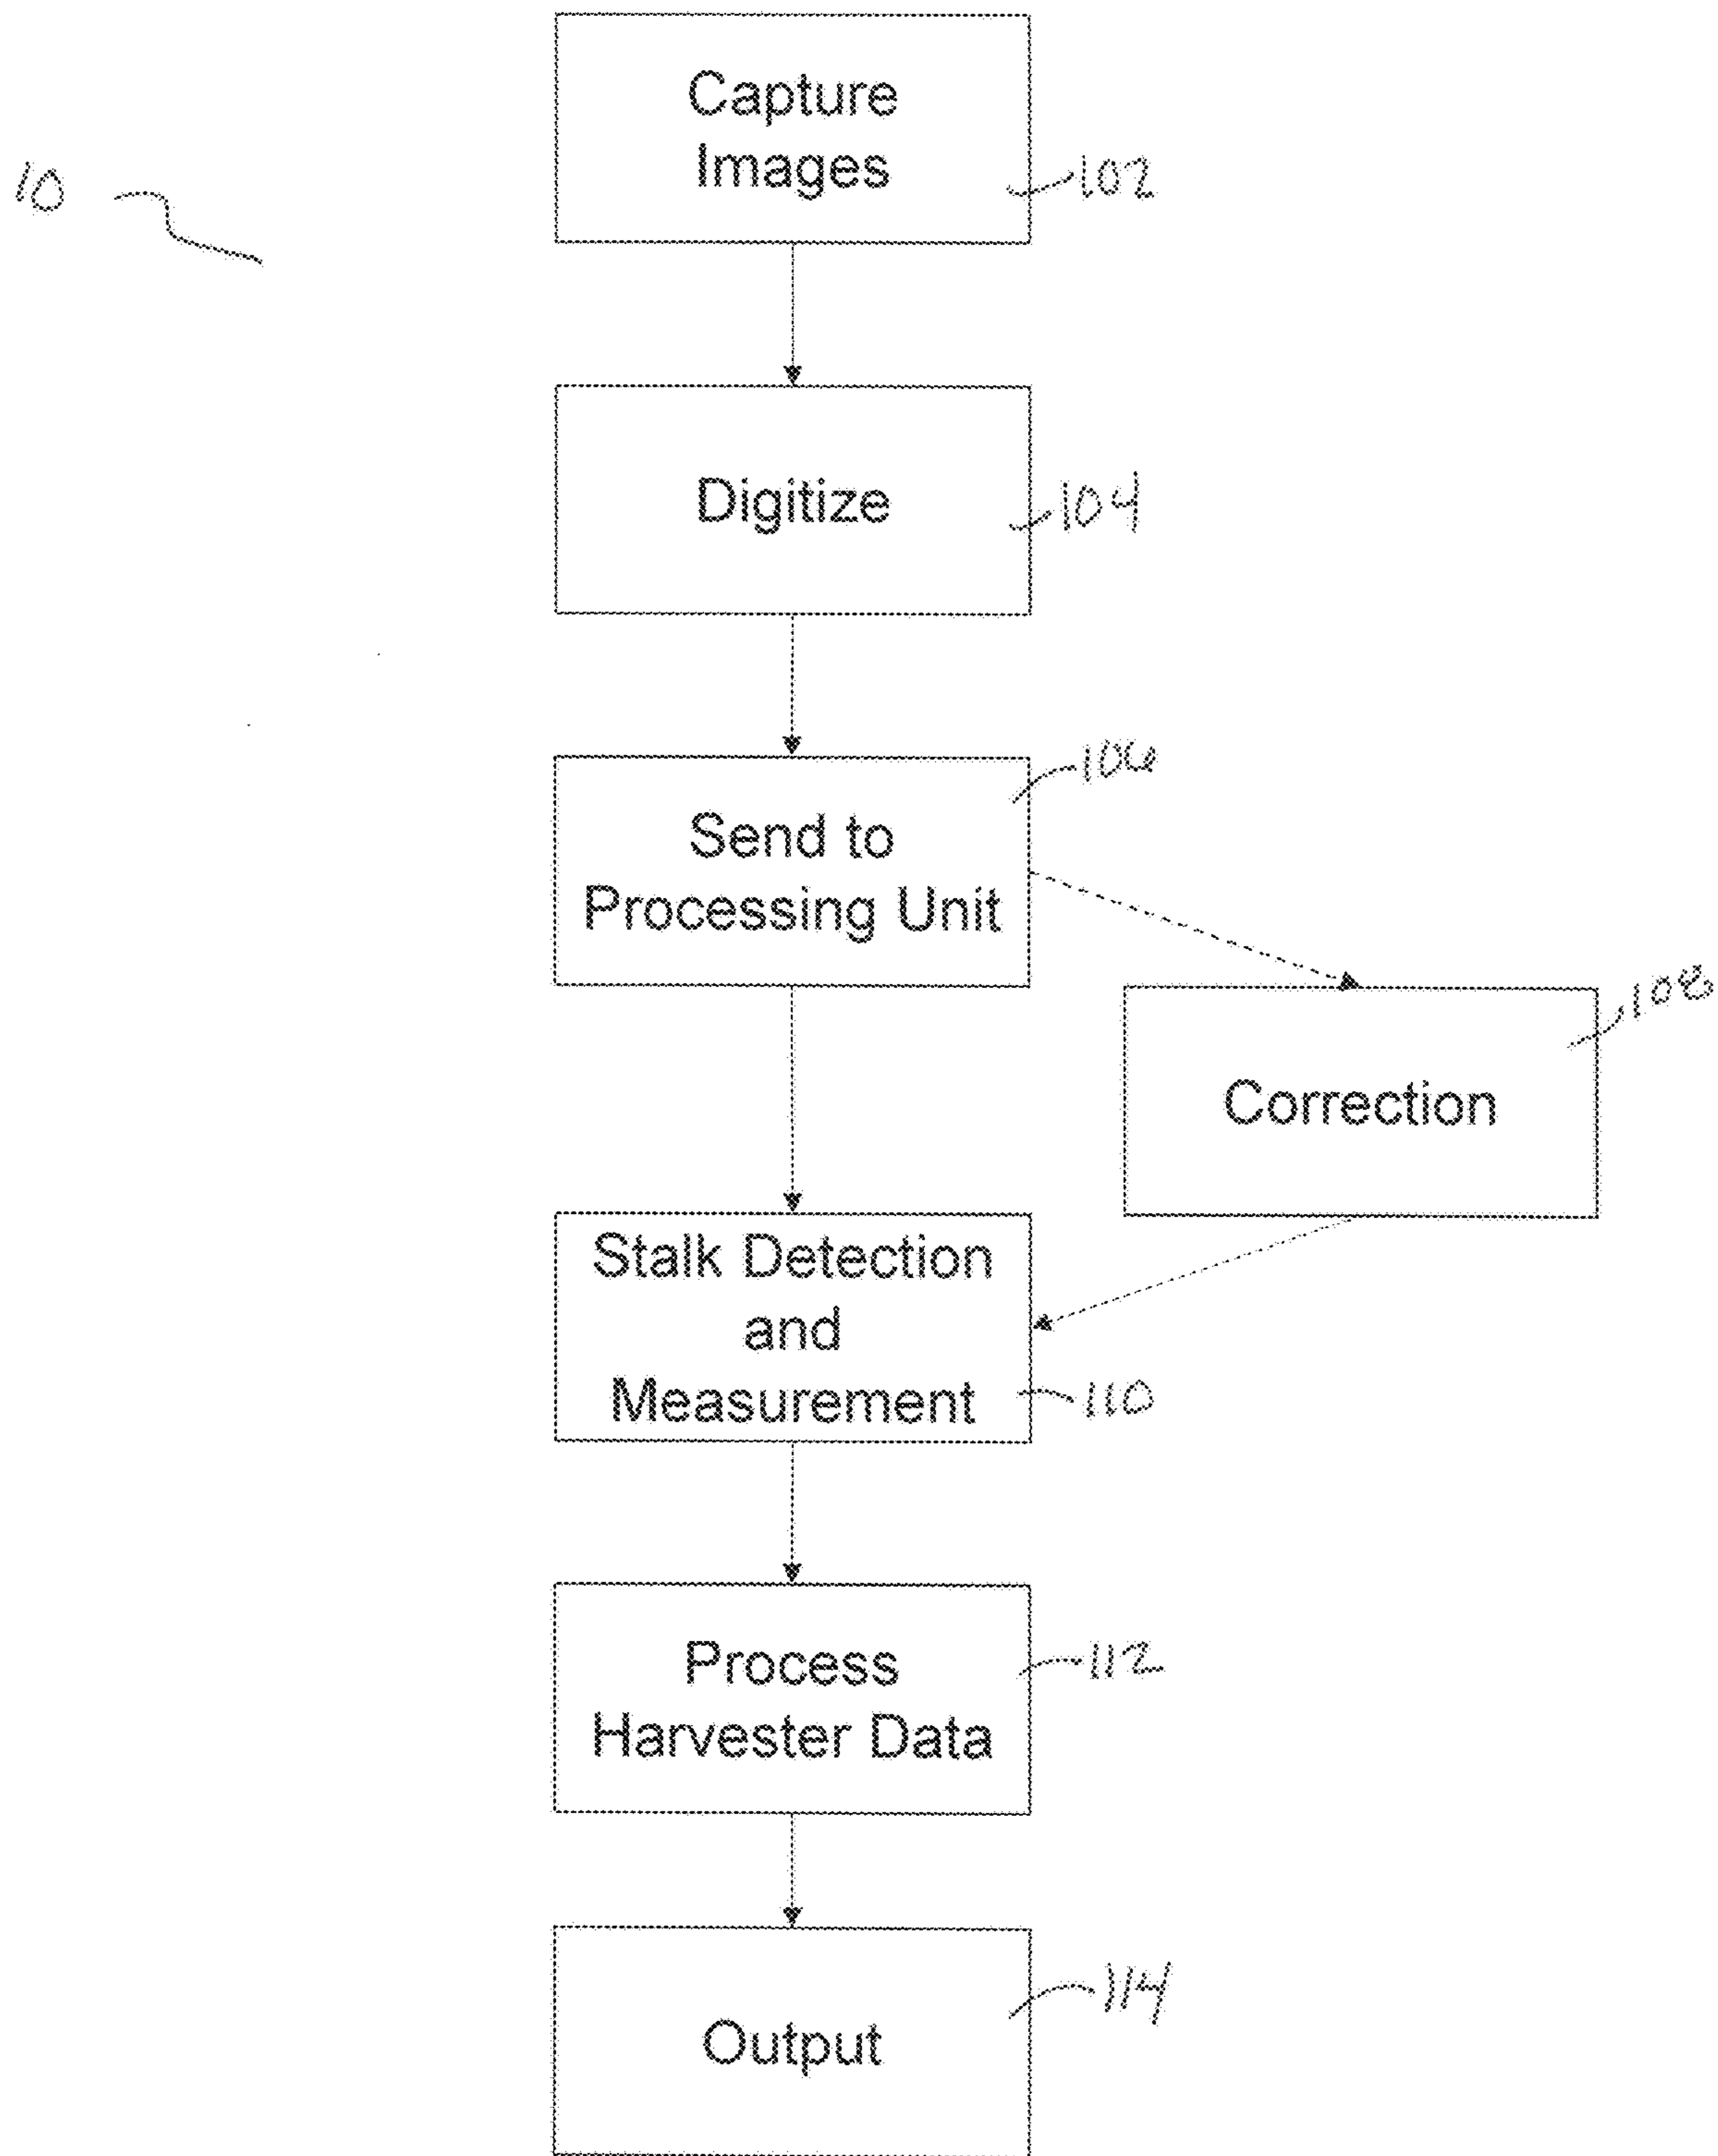 Capture
Images
102
10
Digitize
104
106
Send to
Processing Unit
108
Correction
Stalk Detection
and
Measurement
110
Process
Harvester Data
112
Output
114